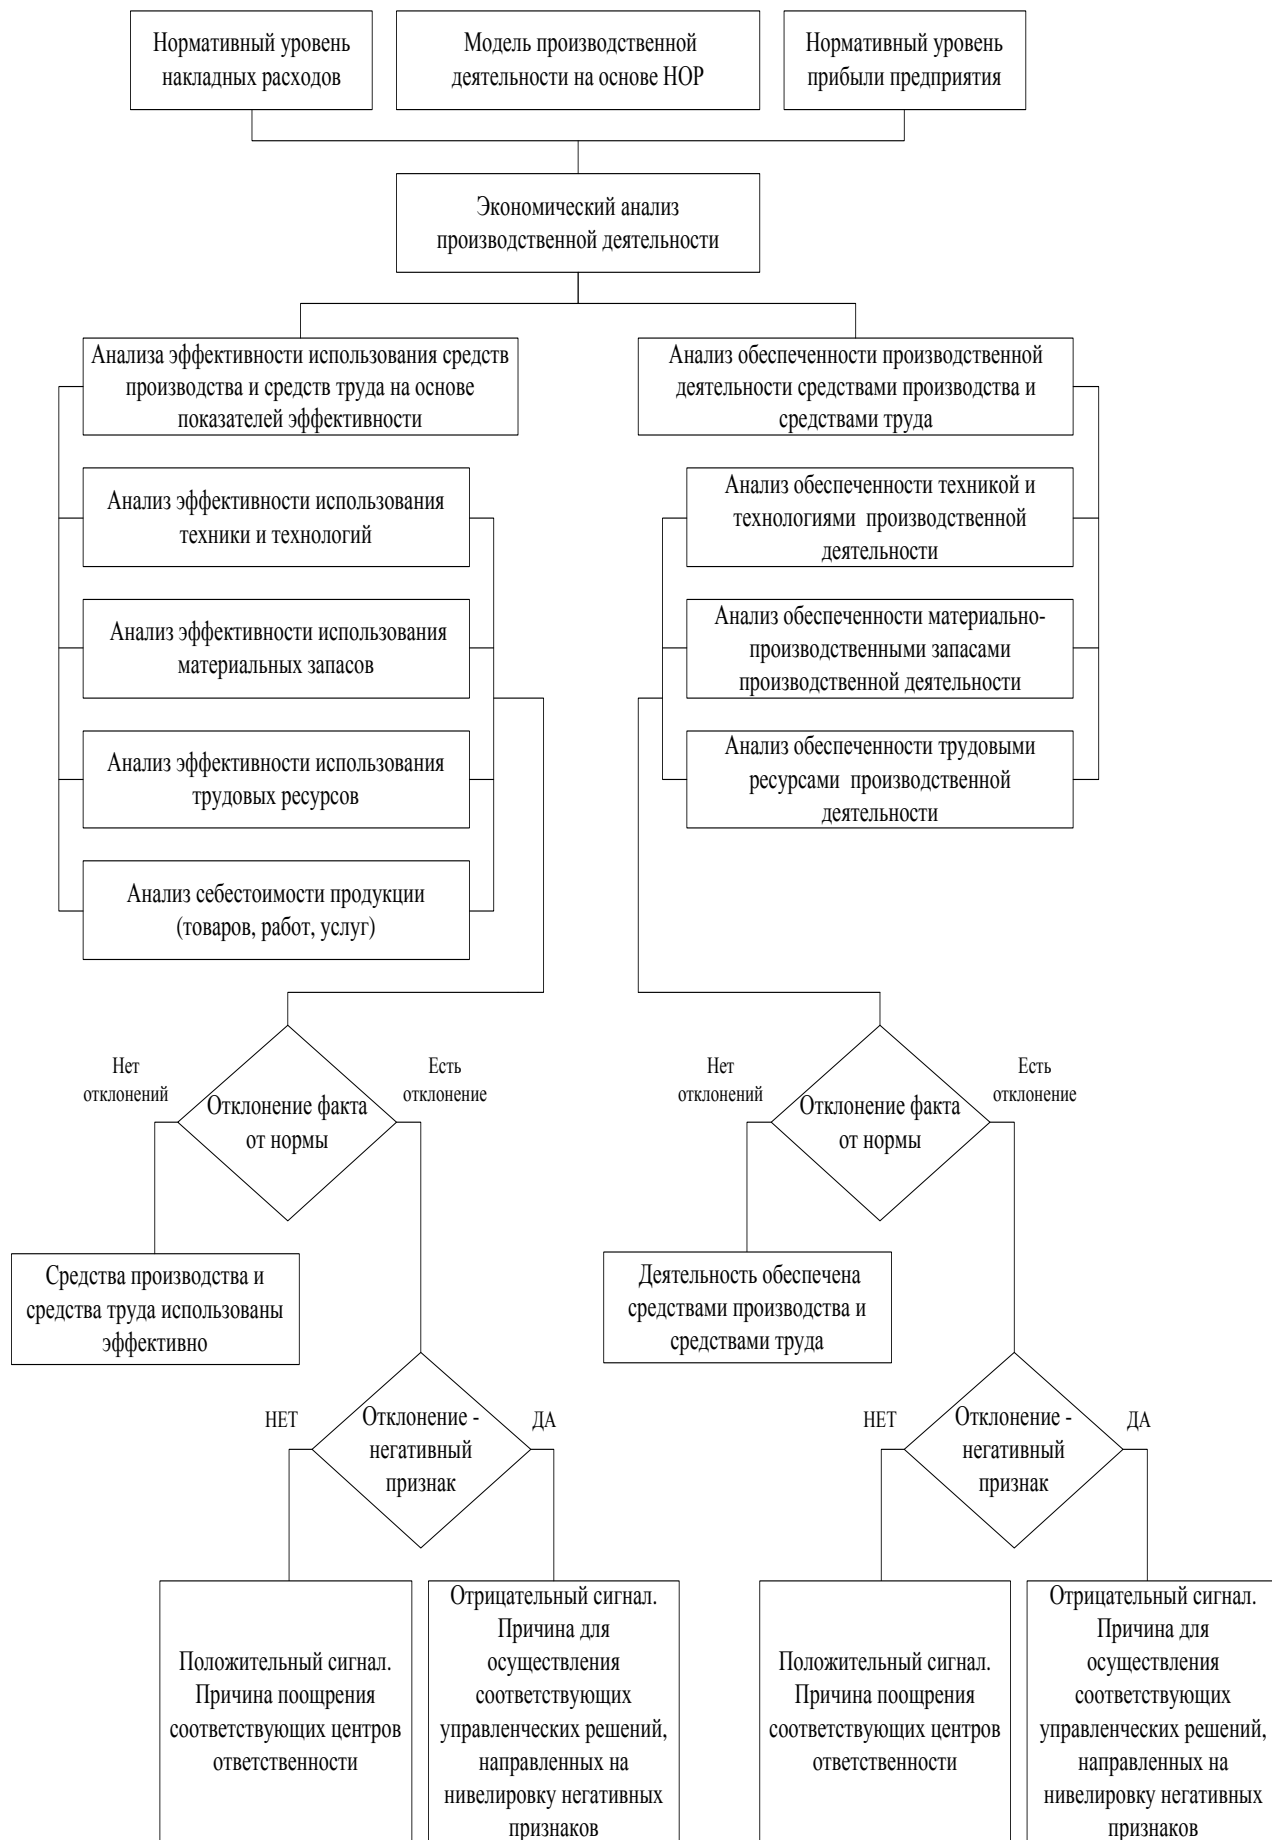 Нормативный уровень
накладных расходов
Модель производственной
деятельности на основе НОР
Нормативный уровень
прибыли предприятия
Экономический анализ
производственной деятельности
Анализа эффективности использования средств
производства и средств труда на основе
показателей эффективности
Анализ обеспеченности производственной
деятельности средствами производства и
средствами труда
Анализ эффективности использования
техники и технологий
Анализ обеспеченности техникой и
технологиями производственной
деятельности
Анализ эффективности использования
материальных запасов
Анализ обеспеченности материально-
производственными запасами
производственной деятельности
Анализ эффективности использования
трудовых ресурсов
Анализ обеспеченности трудовыми
ресурсами производственной
деятельности
Анализ себестоимости продукции
(товаров, работ, услуг)
Нет
отклонений
Есть
отклонение
Отклонение факта
от нормы
Нет
отклонений
Есть
отклонение
Отклонение факта
от нормы
Средства производства и
средства труда использованы
эффективно
Деятельность обеспечена
средствами производства и
средствами труда
НЕТ
Отклонение -
негативный
признак
ДА
НЕТ
Отклонение -
негативный
признак
ДА
Положительный сигнал.
Причина поощрения
соответствующих центров
ответственности
Отрицательный сигнал.
Причина для
осуществления
соответствующих
управленческих решений,
направленных на
нивелировку негативных
признаков
Положительный сигнал.
Причина поощрения
соответствующих центров
ответственности
Отрицательный сигнал.
Причина для
осуществления
соответствующих
управленческих решений,
направленных на
нивелировку негативных
признаков